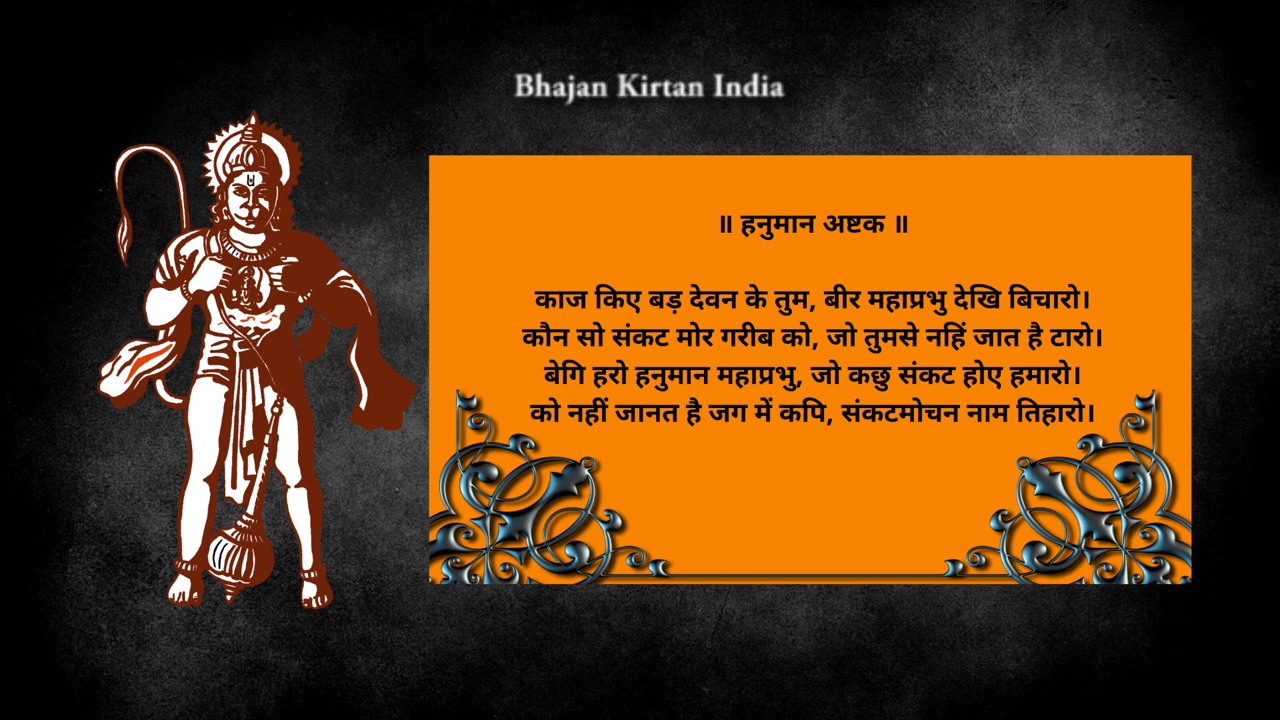 Bhajan Kirtan India
॥ हनुमान अष्टक ॥
काज किए बड़ देवन के तुम, बीर महाप्रभु देखि बिचारो।
कौन सो संकट मोर गरीब को, जो तुमसे नहिं जात है टारो।
बेगि हरो हनुमान महाप्रभु, जो कछु संकट होए हमारो।
को नहीं जानत है जग में कपि, संकटमोचन नाम तिहारो।